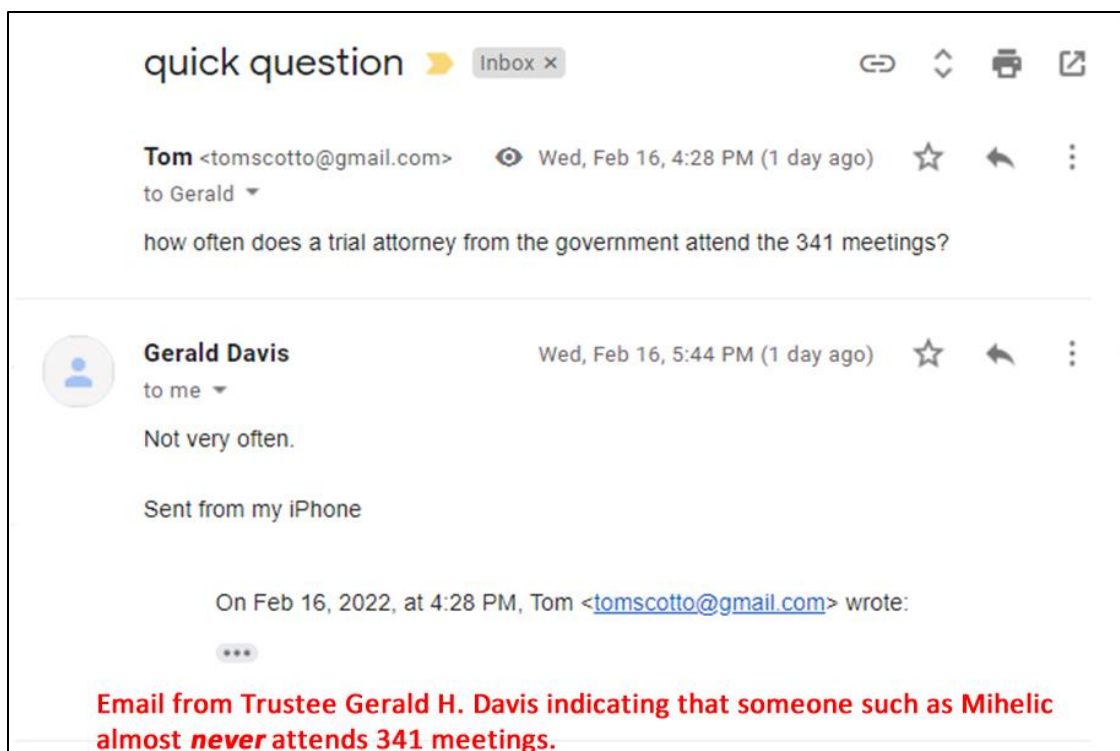 quick question Inbox ×
Tom <tomscotto@gmail.com> Wed, Feb 16, 4:28 PM (1 day ago)
to Gerald
how often does a trial attorney from the government attend the 341 meetings?
Gerald Davis Wed, Feb 16, 5:44 PM (1 day ago)
to me
Not very often.
Sent from my iPhone
On Feb 16, 2022, at 4:28 PM, Tom <tomscotto@gmail.com> wrote:
•••
Email from Trustee Gerald H. Davis indicating that someone such as Mihelic
almost never attends 341 meetings.